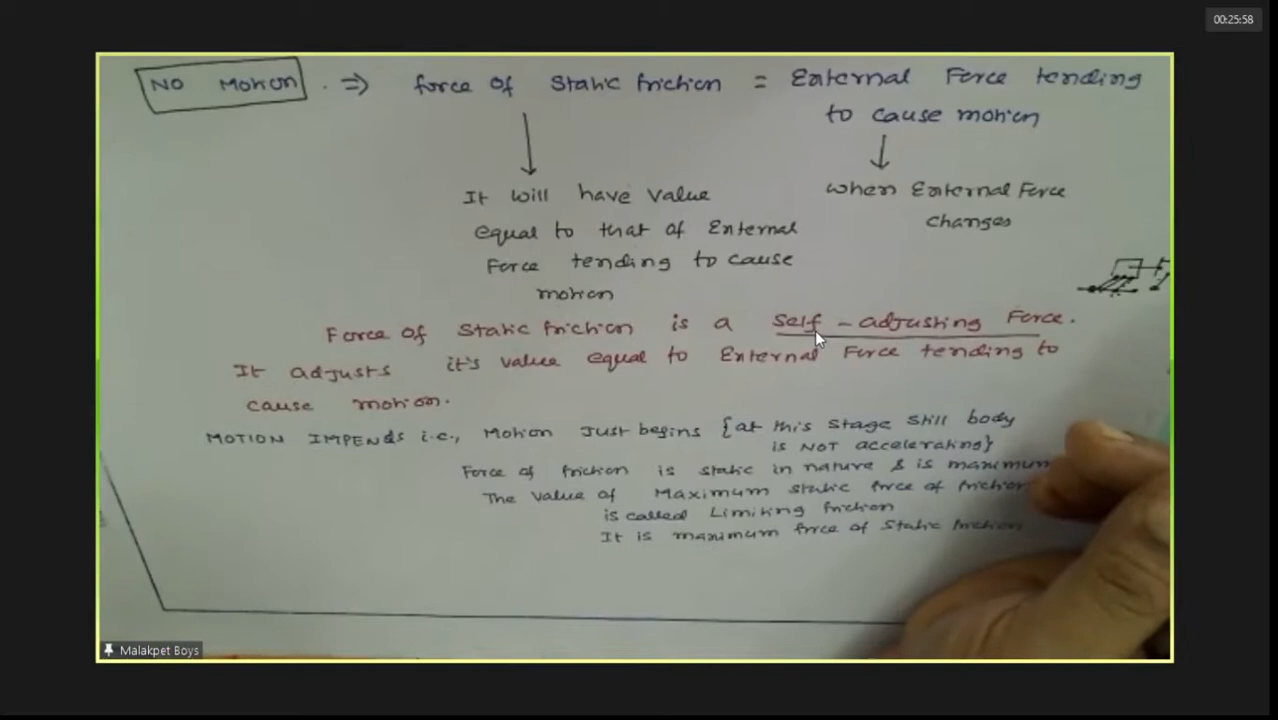 00:25:58
NO Motion ⇒ force of Static friction = External Force tending
to cause motion
It will have value
equal to that of External
Force tending to cause
motion
when External Force
changes
Force of Static friction is a Self-adjusting Force.
It adjusts it's value equal to External Force tending to
cause motion.
MOTION IMPENDS i.e., Motion Just begins {at this stage still body
is NOT accelerating}
Force of friction is static in nature & is maximum
The value of Maximum static force of friction
is called Limiting friction
It is maximum force of Static friction
Malakpet Boys